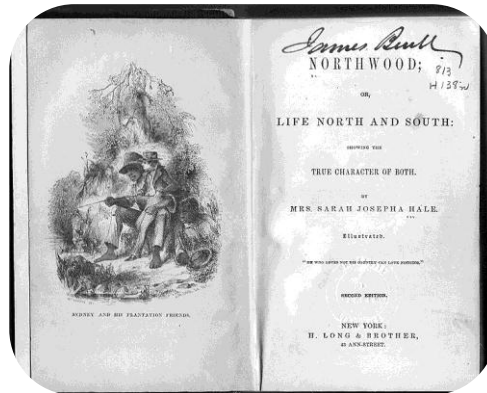 SIDNEY AND HIS PLANTATION FRIENDS.
James
813
H138n
NORTHWOOD;
OR,
LIFE NORTH AND SOUTH:
SHOWING THE
TRUE CHARACTER OF BOTH.
BY
MRS. SARAH JOSEPHA HALE.
Illustrated.
"HE WHO LOVES NOT HIS COUNTRY CAN LOVE NOTHING."
SECOND EDITION.
NEW YORK:
H. LONG & BROTHER,
43 ANN-STREET.